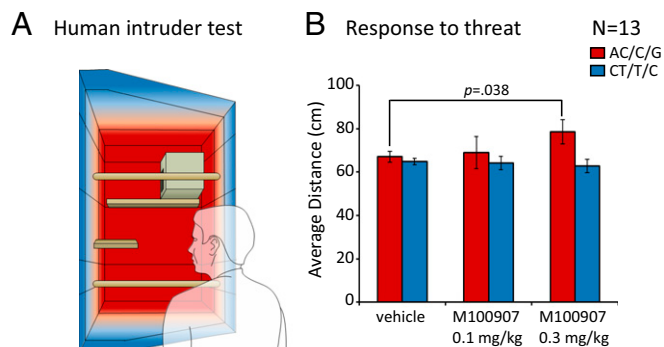 A Human intruder test
B Response to threat N=13
AC/C/G
CT/T/C
p=.038
Average Distance (cm)
100
80
60
40
20
0
vehicle M100907 M100907
0.1 mg/kg 0.3 mg/kg